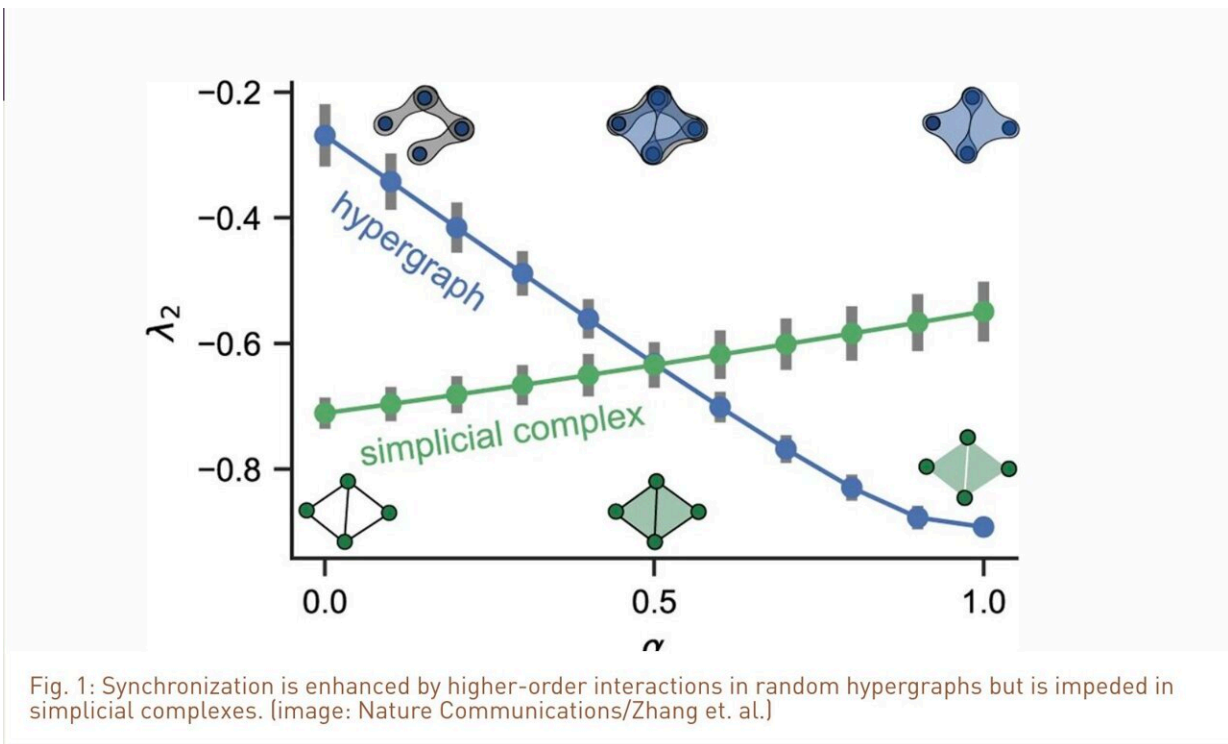 −0.2
−0.4
−0.6
−0.8
λ2
hypergraph
simplicial complex
0.0
0.5
1.0
α
Fig. 1: Synchronization is enhanced by higher-order interactions in random hypergraphs but is impeded in
simplicial complexes. (image: Nature Communications/Zhang et. al.)